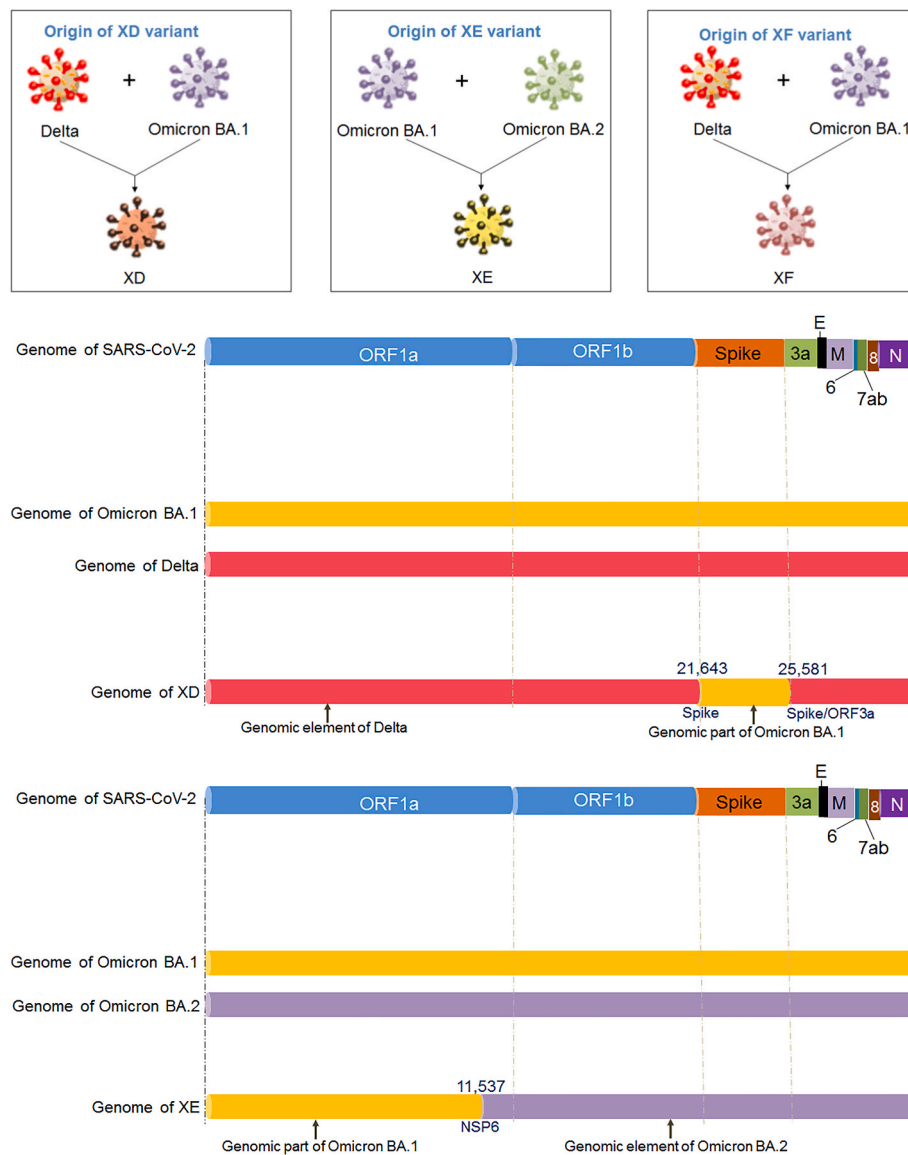 Origin of XD variant
+
Delta
Omicron BA.1
XD
Origin of XE variant
+
Omicron BA.1
Omicron BA.2
XE
Origin of XF variant
+
Delta
Omicron BA.1
XF
Genome of SARS-CoV-2
ORF1a
ORF1b
Spike
3a
E
M
6
7ab
8
N
Genome of Omicron BA.1
Genome of Delta
Genome of XD
21,643
25,581
Spike
Spike/ORF3a
Genomic element of Delta
Genomic part of Omicron BA.1
Genome of SARS-CoV-2
ORF1a
ORF1b
Spike
3a
E
M
6
7ab
8
N
Genome of Omicron BA.1
Genome of Omicron BA.2
Genome of XE
11,537
NSP6
Genomic part of Omicron BA.1
Genomic element of Omicron BA.2